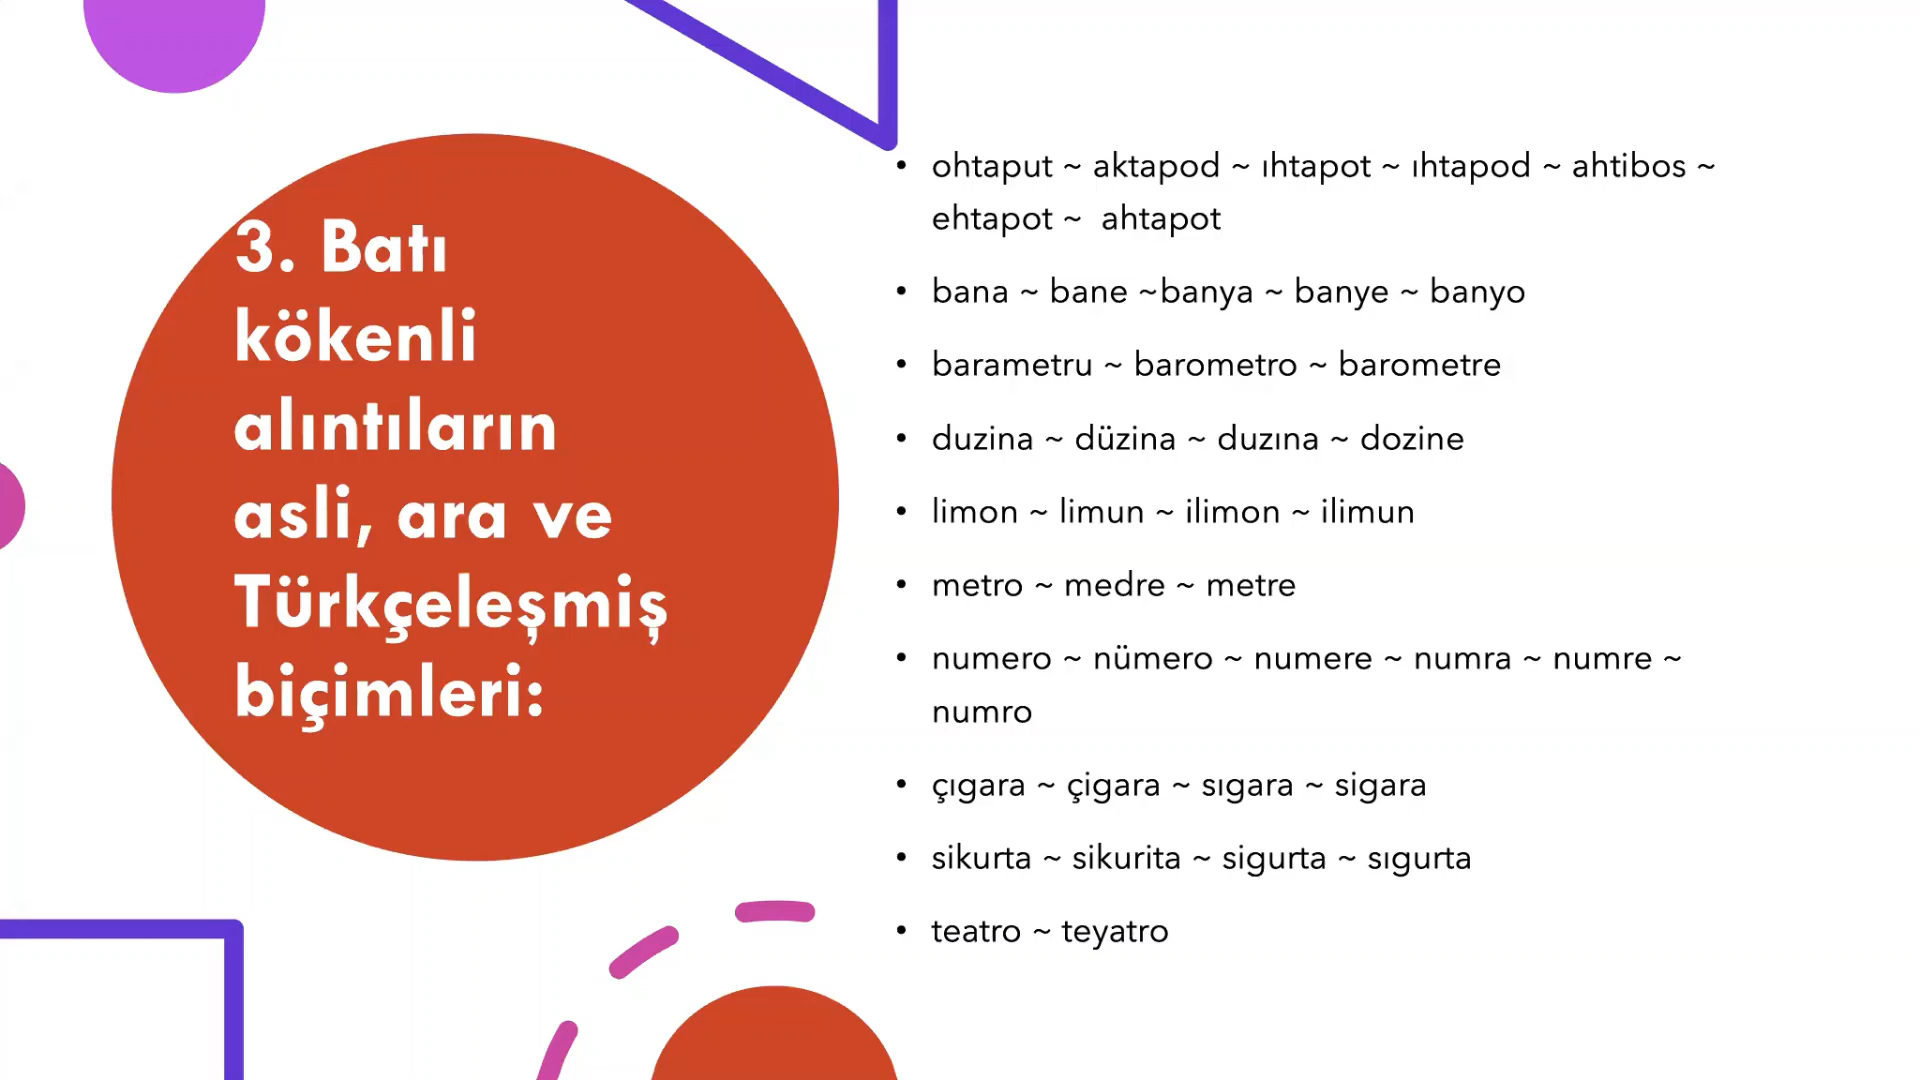 3. Batı
kökenli
alıntıların
asli, ara ve
Türkçeleşmiş
biçimleri:
• ohtaput ~ aktapod ~ ıhtapot ~ ıhtapod ~ ahtibos ~
ehtapot ~ ahtapot
• bana ~ bane ~banya ~ banye ~ banyo
• barametru ~ barometro ~ barometre
• duzina ~ düzina ~ duzına ~ dozine
• limon ~ limun ~ ilimon ~ ilimun
• metro ~ medre ~ metre
• numero ~ nümero ~ numere ~ numra ~ numre ~
numro
• çıgara ~ çigara ~ sıgara ~ sigara
• sikurta ~ sikurita ~ sigurta ~ sıgurta
• teatro ~ teyatro